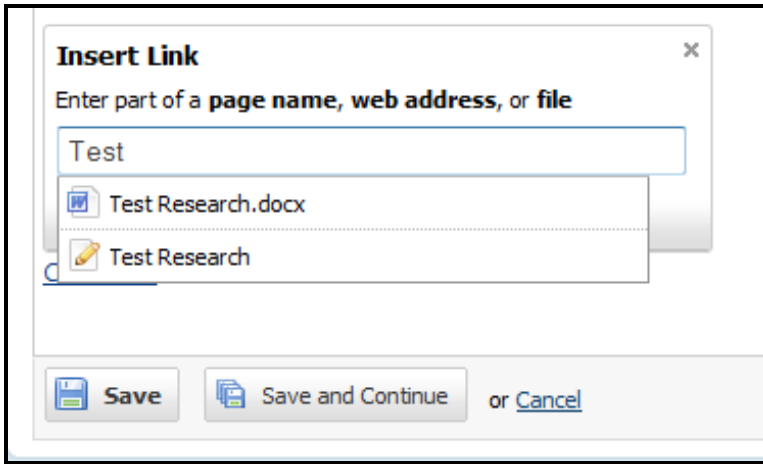 Insert Link
Enter part of a page name, web address, or file
Test
Test Research.docx
Test Research
Save
Save and Continue
or Cancel